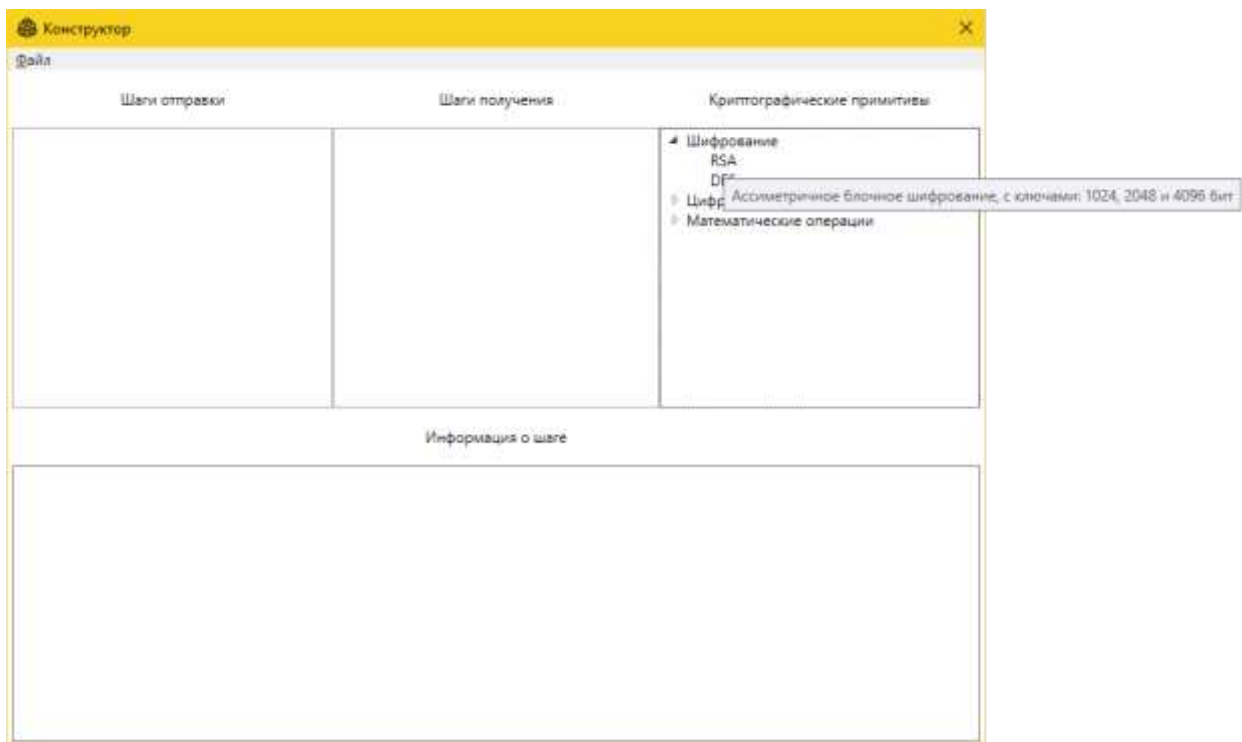 Конструктор
Файл
Шаги отправки
Шаги получения
Криптографические примитивы
Шифрование
RSA
Ассиметричное блочное шифрование, с ключами: 1024, 2048 и 4096 бит
Математические операции
Информация о шаге